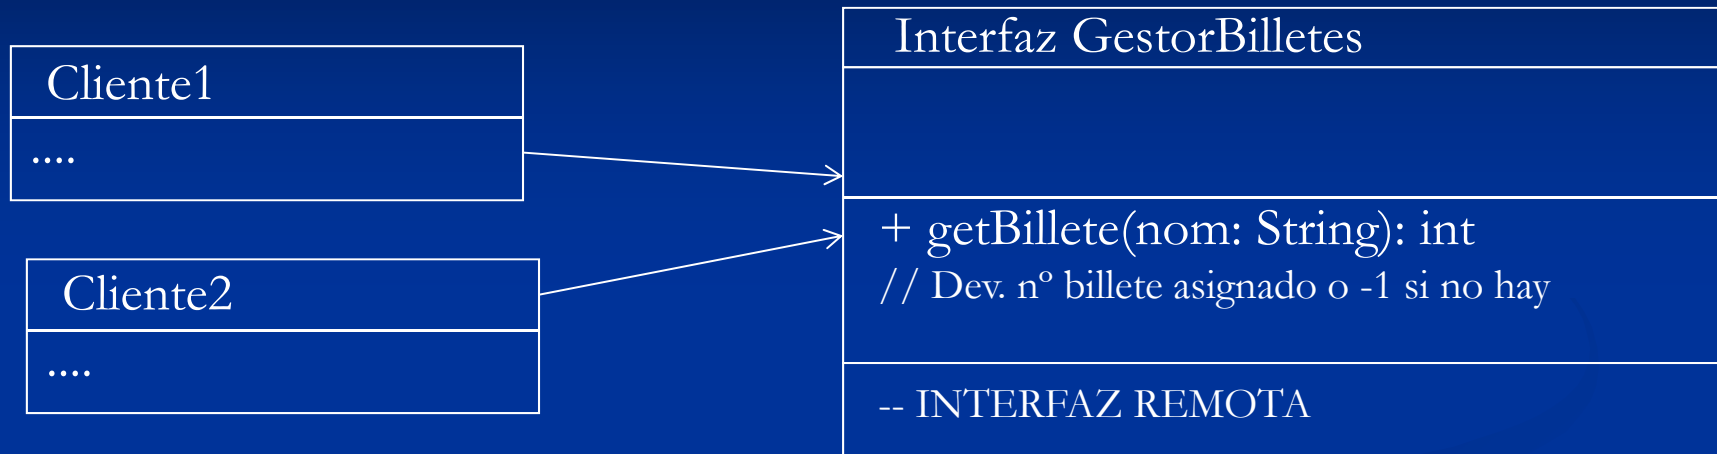 Cliente1
....
Cliente2
....
Interfaz GestorBilletes
+ getBillete(nom: String): int
// Dev. nº billete asignado o -1 si no hay
-- INTERFAZ REMOTA